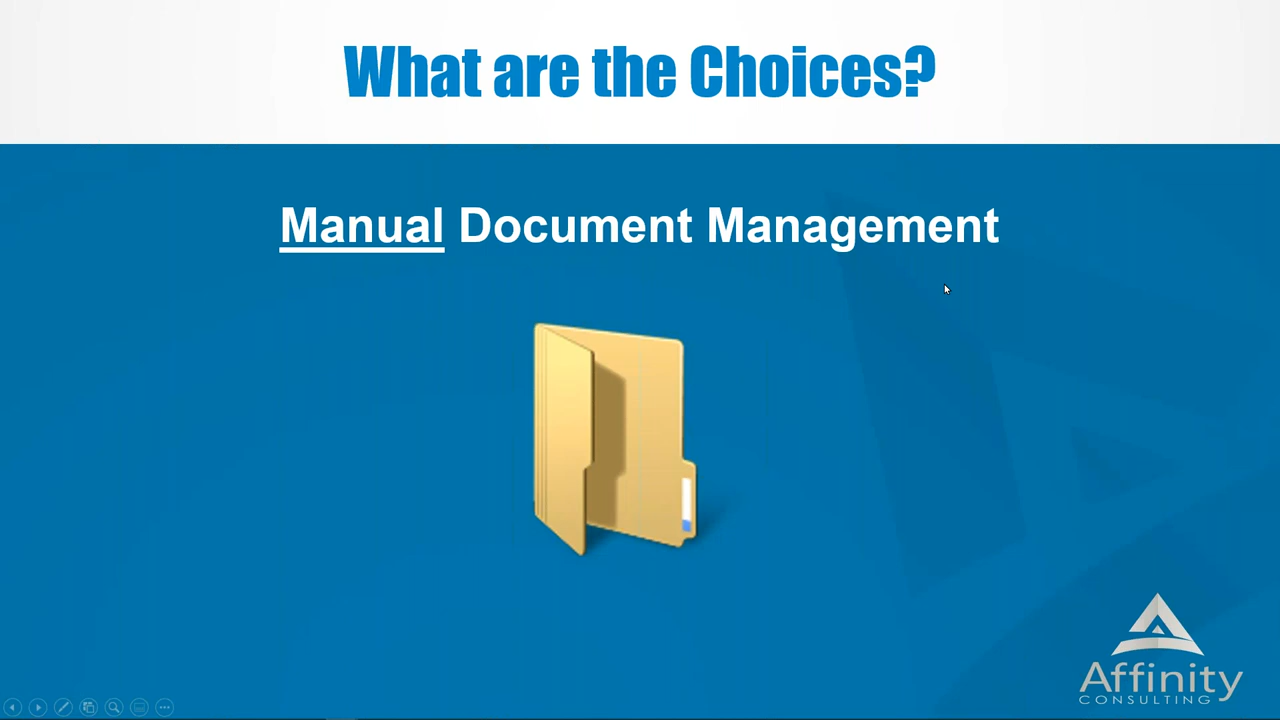 What are the Choices?
Manual Document Management
Affinity
CONSULTING